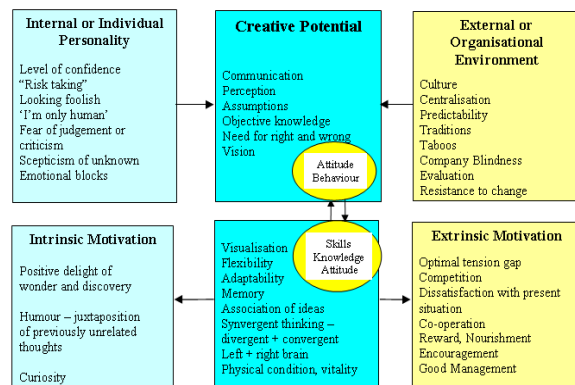 Internal or Individual
Personality
Level of confidence
“Risk taking”
Looking foolish
‘I’m only human’
Fear of judgement or
criticism
Scepticism of unknown
Emotional blocks
Creative Potential
Communication
Perception
Assumptions
Objective knowledge
Need for right and wrong
Vision
Attitude
Behaviour
External or
Organisational
Environment
Culture
Centralisation
Predictability
Traditions
Taboos
Company Blindness
Evaluation
Resistance to change
Intrinsic Motivation
Positive delight of
wonder and discovery
Humour – juxtaposition
of previously unrelated
thoughts
Curiosity
Skills
Knowledge
Attitude
Visualisation
Flexibility
Adaptability
Memory
Association of ideas
Synvergent thinking –
divergent + convergent
Left + right brain
Physical condition, vitality
Extrinsic Motivation
Optimal tension gap
Competition
Dissatisfaction with present
situation
Co-operation
Reward, Nourishment
Encouragement
Good Management